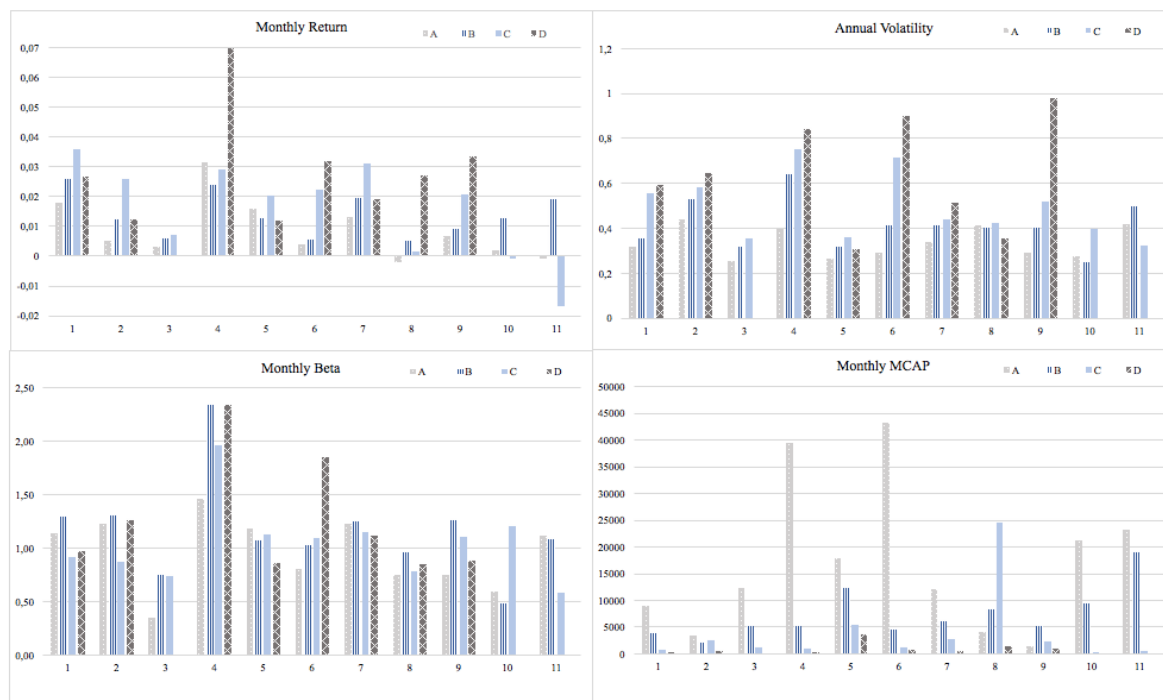 Monthly Return
A B C D
0,07
0,06
0,05
0,04
0,03
0,02
0,01
0
-0,01
-0,02
1 2 3 4 5 6 7 8 9 10 11
Annual Volatility
A B C D
1,2
1
0,8
0,6
0,4
0,2
0
1 2 3 4 5 6 7 8 9 10 11
Monthly Beta
A B C D
2,50
2,00
1,50
1,00
0,50
0,00
1 2 3 4 5 6 7 8 9 10 11
Monthly MCAP
A B C D
50000
45000
40000
35000
30000
25000
20000
15000
10000
5000
0
1 2 3 4 5 6 7 8 9 10 11